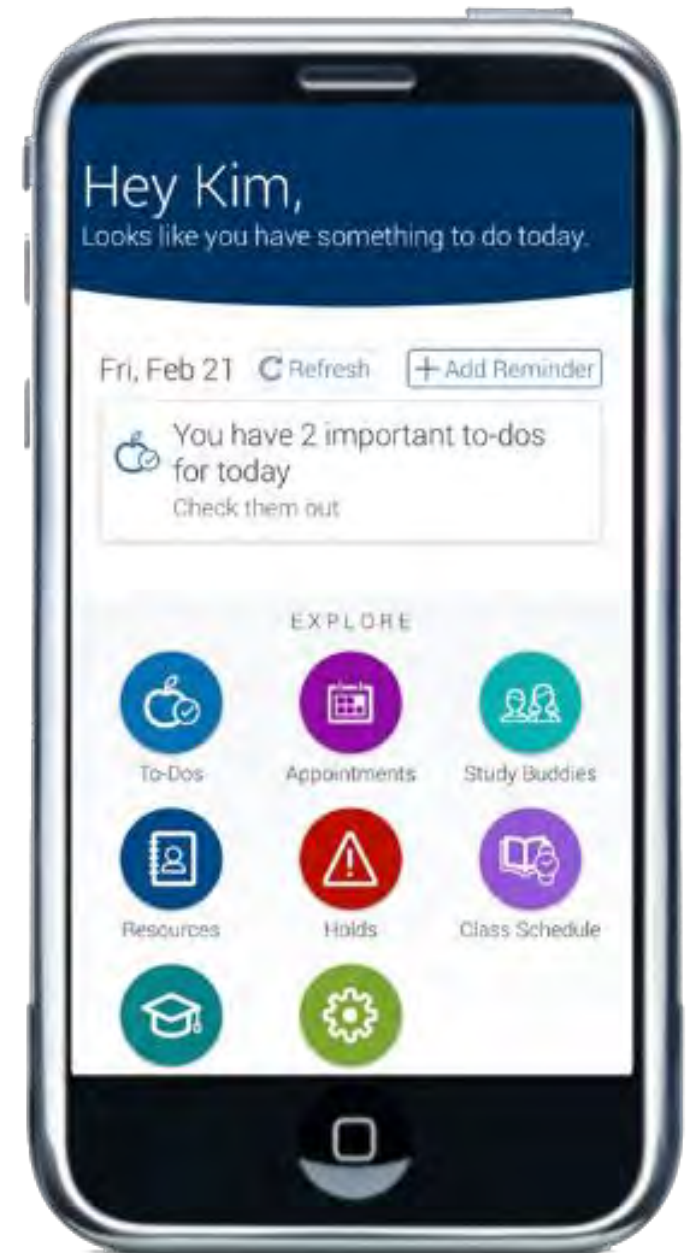 Hey Kim,
Looks like you have something to do today.
Fri, Feb 21 Refresh + Add Reminder
You have 2 important to-dos
for today
Check them out
EXPLORE
To-Dos Appointments Study Buddies
Resources Holds Class Schedule